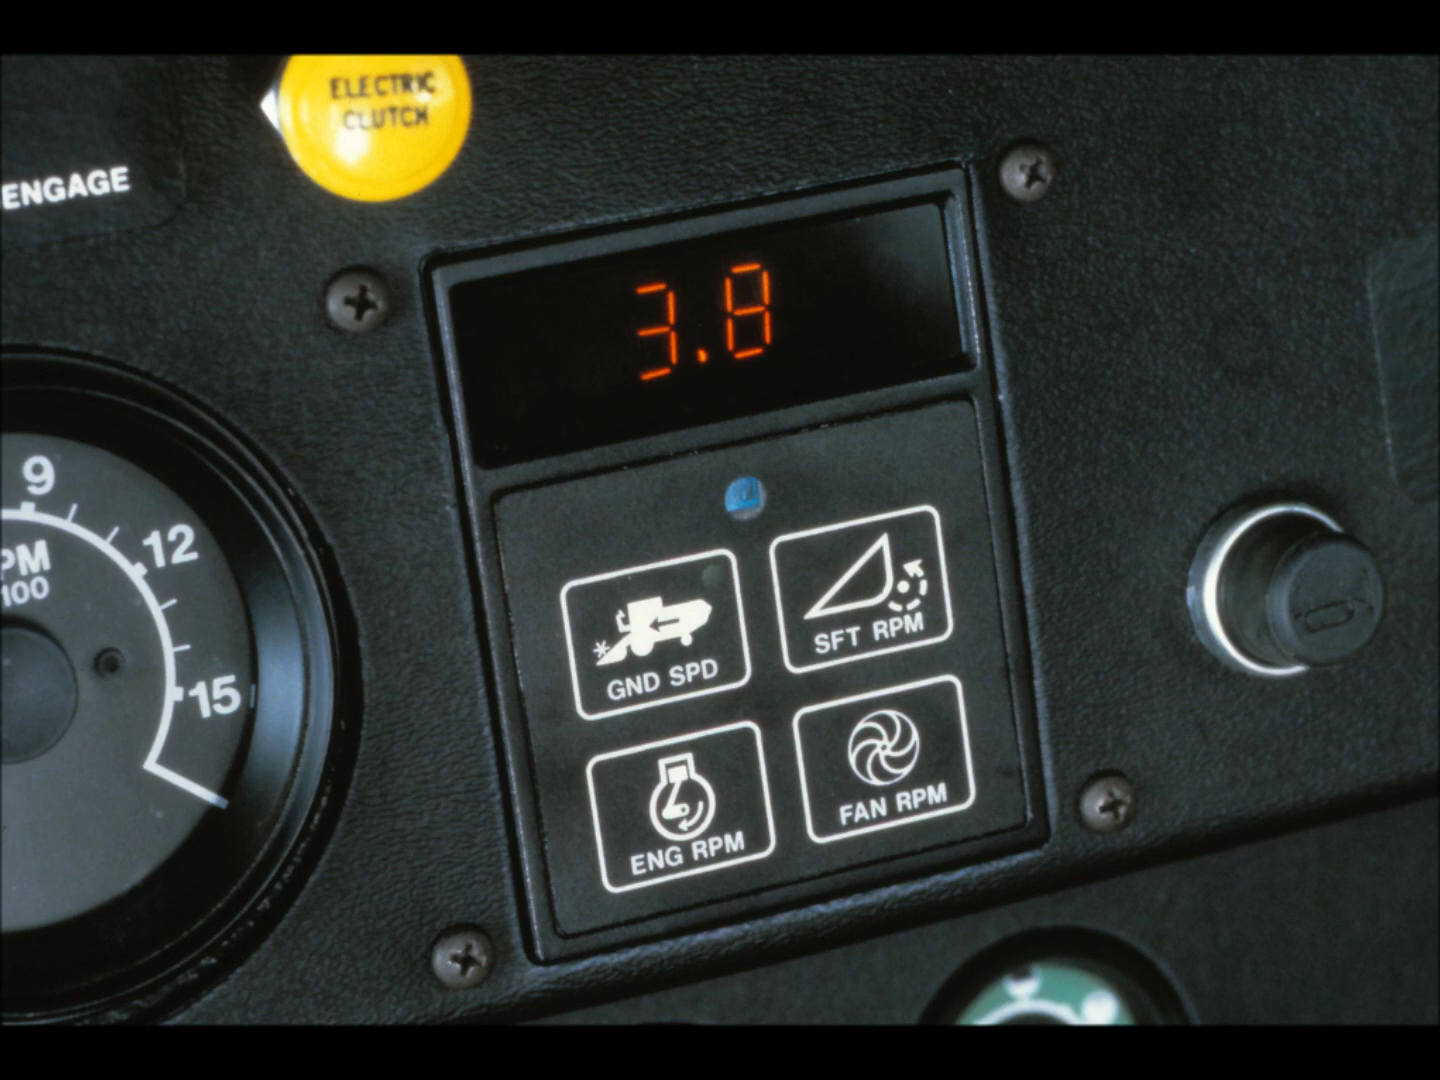 ELECTRIC
CLUTCH
ENGAGE
3.8
9
12
15
PM
100
GND SPD
SFT RPM
ENG RPM
FAN RPM